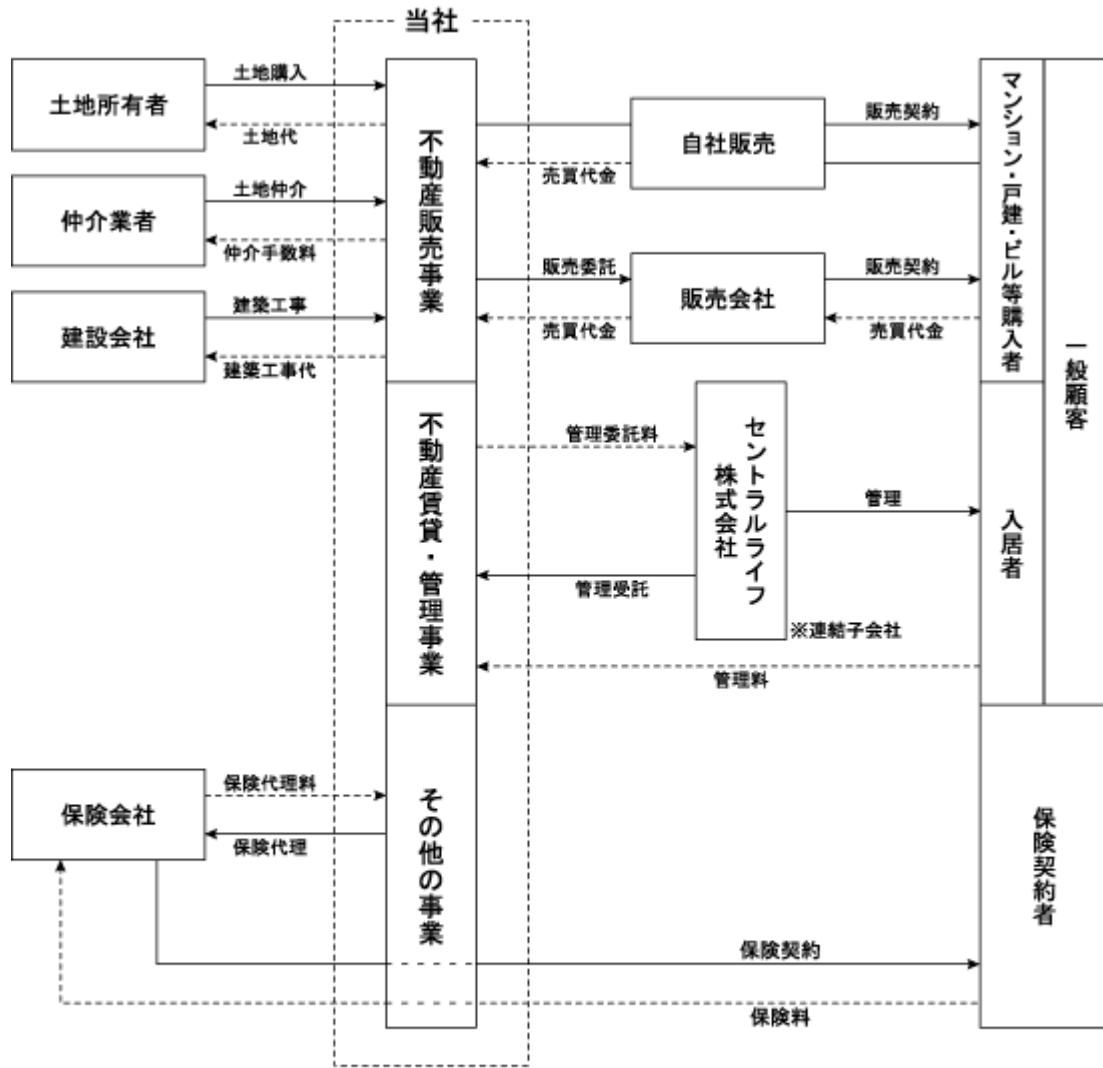 当社
土地所有者
土地購入
土地代
仲介業者
土地仲介
仲介手数料
建設会社
建築工事
建築工事代
不動産販売事業
自社販売
販売契約
売買代金
販売委託
販売会社
販売契約
売買代金
売買代金
マンション・戸建・ビル等購入者
一般顧客
不動産賃貸・管理事業
管理委託料
セントラルライフ
株式会社
管理
管理受託
※連結子会社
管理料
入居者
保険会社
保険代理料
保険代理
その他の事業
保険契約
保険料
保険契約者